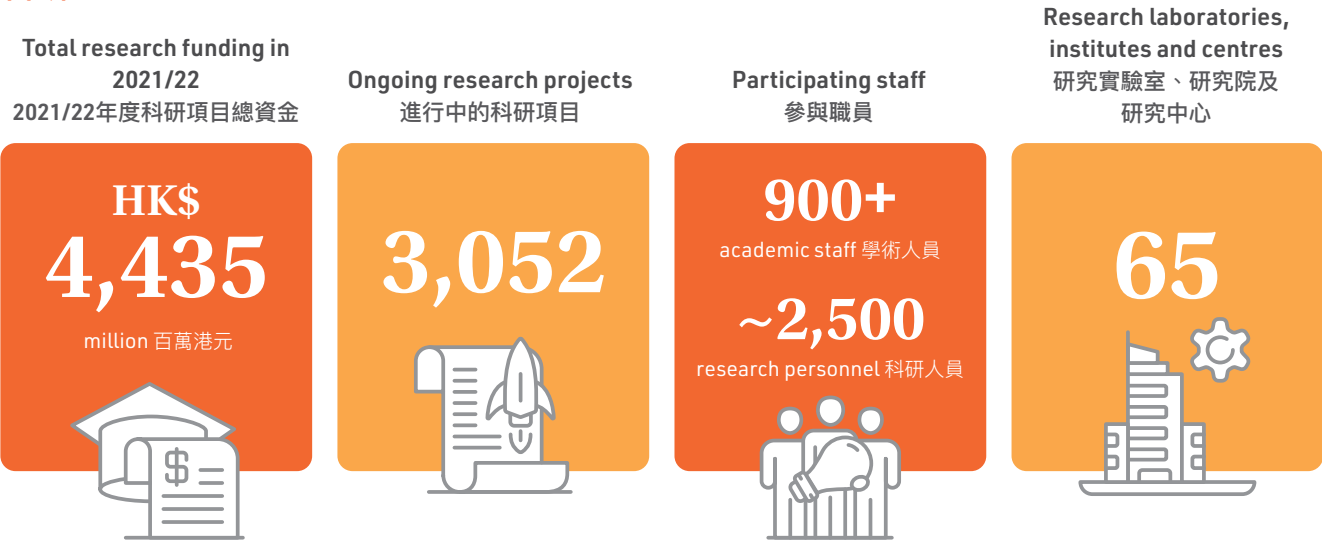 Total research funding in
2021/22
2021/22年度科研項目總資金
HK$
4,435
million 百萬港元
Ongoing research projects
進行中的科研項目
3,052
Participating staff
參與職員
900+
academic staff 學術人員
~2,500
research personnel 科研人員
Research laboratories,
institutes and centres
研究實驗室、研究院及
研究中心
65
$